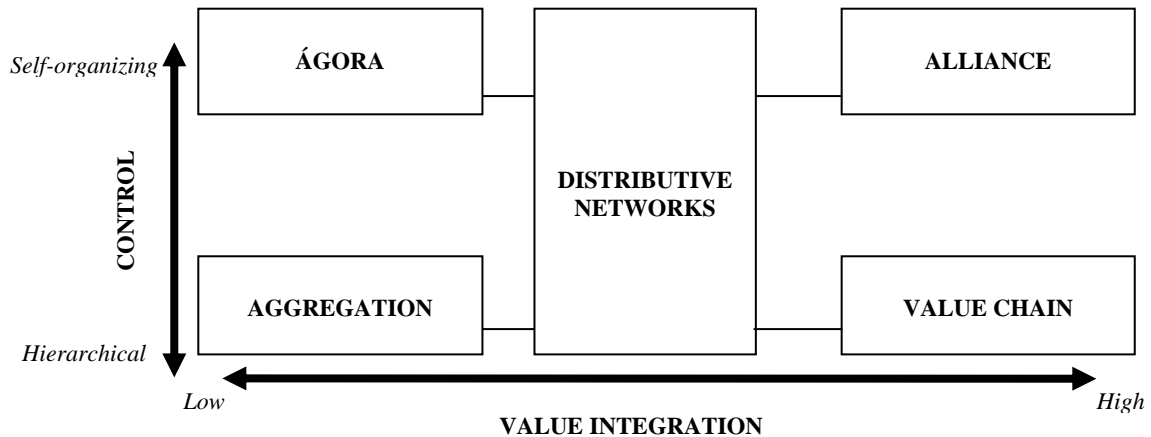 Self-organizing
ÁGORA
ALLIANCE
CONTROL
DISTRIBUTIVE
NETWORKS
AGGREGATION
VALUE CHAIN
Hierarchical
Low
High
VALUE INTEGRATION